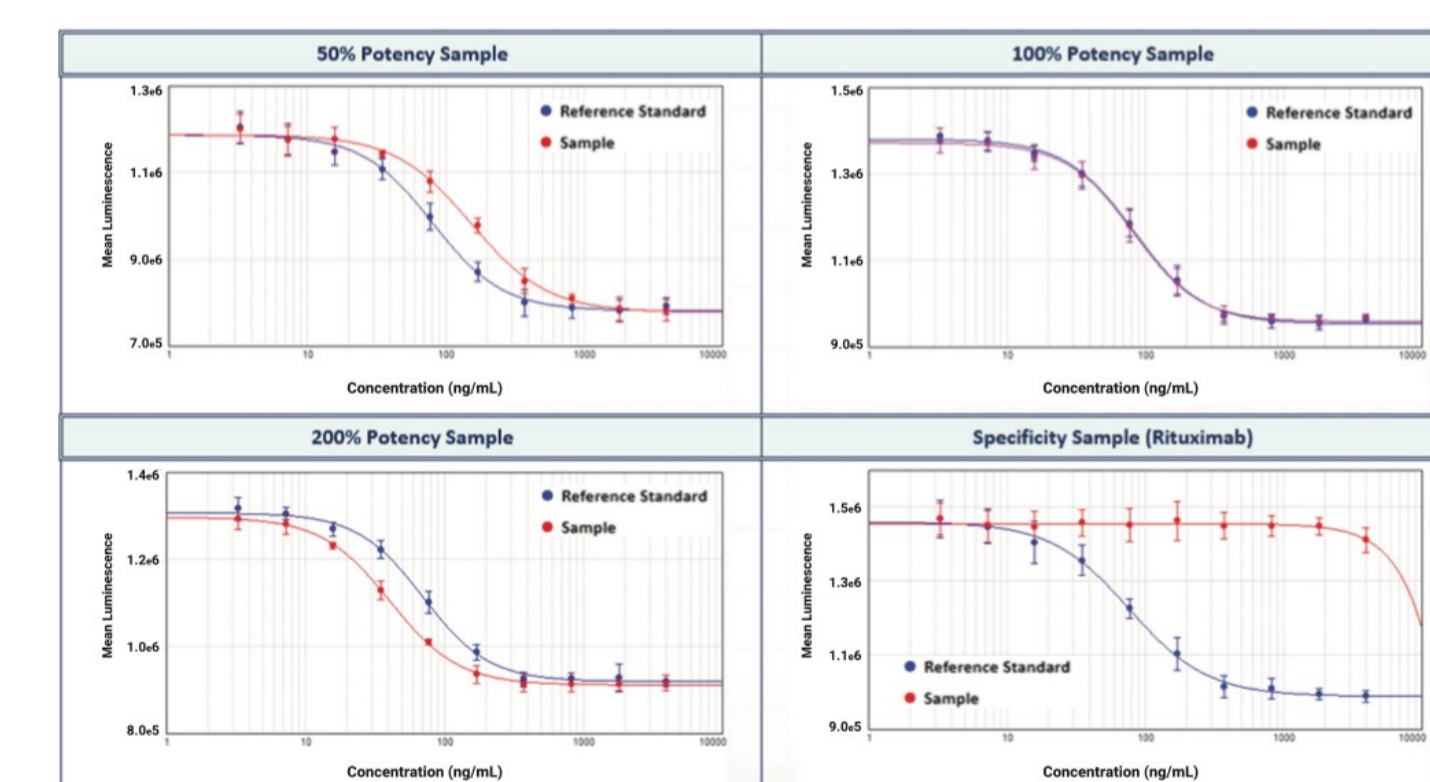 50% Potency Sample
1.3e6
1.1e6
9.0e6
7.0e5
Mean Luminescence
Reference Standard
Sample
1 10 100 1000 10000
Concentration (ng/mL)
100% Potency Sample
1.5e6
1.3e6
1.1e6
9.0e5
Mean Luminescence
Reference Standard
Sample
1 10 100 1000 10000
Concentration (ng/mL)
200% Potency Sample
1.4e6
1.2e6
1.0e6
8.0e5
Mean Luminescence
Reference Standard
Sample
1 10 100 1000 10000
Concentration (ng/mL)
Specificity Sample (Rituximab)
1.5e6
1.3e6
1.1e6
9.0e5
Mean Luminescence
Reference Standard
Sample
1 10 100 1000 10000
Concentration (ng/mL)